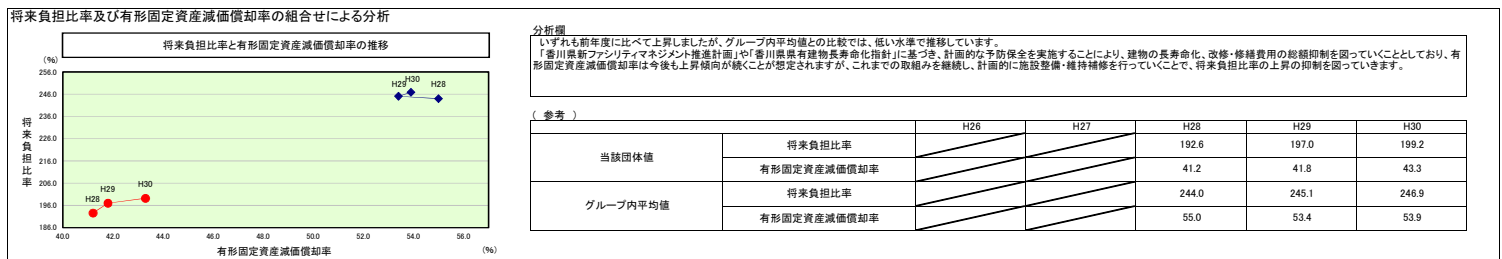 将来負担比率及び有形固定資産減価償却率の組合せによる分析
将来負担比率と有形固定資産減価償却率の推移
(%)
256.0
246.0
236.0
226.0
216.0
206.0
196.0
186.0
将来負担比率
H29
H30
H28
H28
H29
H30
40.0 42.0 44.0 46.0 48.0 50.0 52.0 54.0 56.0
有形固定資産減価償却率
(%)
分析欄
いずれも前年度に比べて上昇しましたが、グループ内平均値との比較では、低い水準で推移しています。
「香川県新ファシリティマネジメント推進計画」や「香川県県有建物長寿命化指針」に基づき、計画的な予防保全を実施することにより、建物の長寿命化、改修・修繕費用の総額抑制を図っていくこととしており、有
形固定資産減価償却率は今後も上昇傾向が続くことが想定されますが、これまでの取組みを継続し、計画的に施設整備・維持補修を行っていくことで、将来負担比率の上昇の抑制を図っていきます。
( 参考 )
H26 H27 H28 H29 H30
当該団体値 将来負担比率 192.6 197.0 199.2
有形固定資産減価償却率 41.2 41.8 43.3
グループ内平均値 将来負担比率 244.0 245.1 246.9
有形固定資産減価償却率 55.0 53.4 53.9